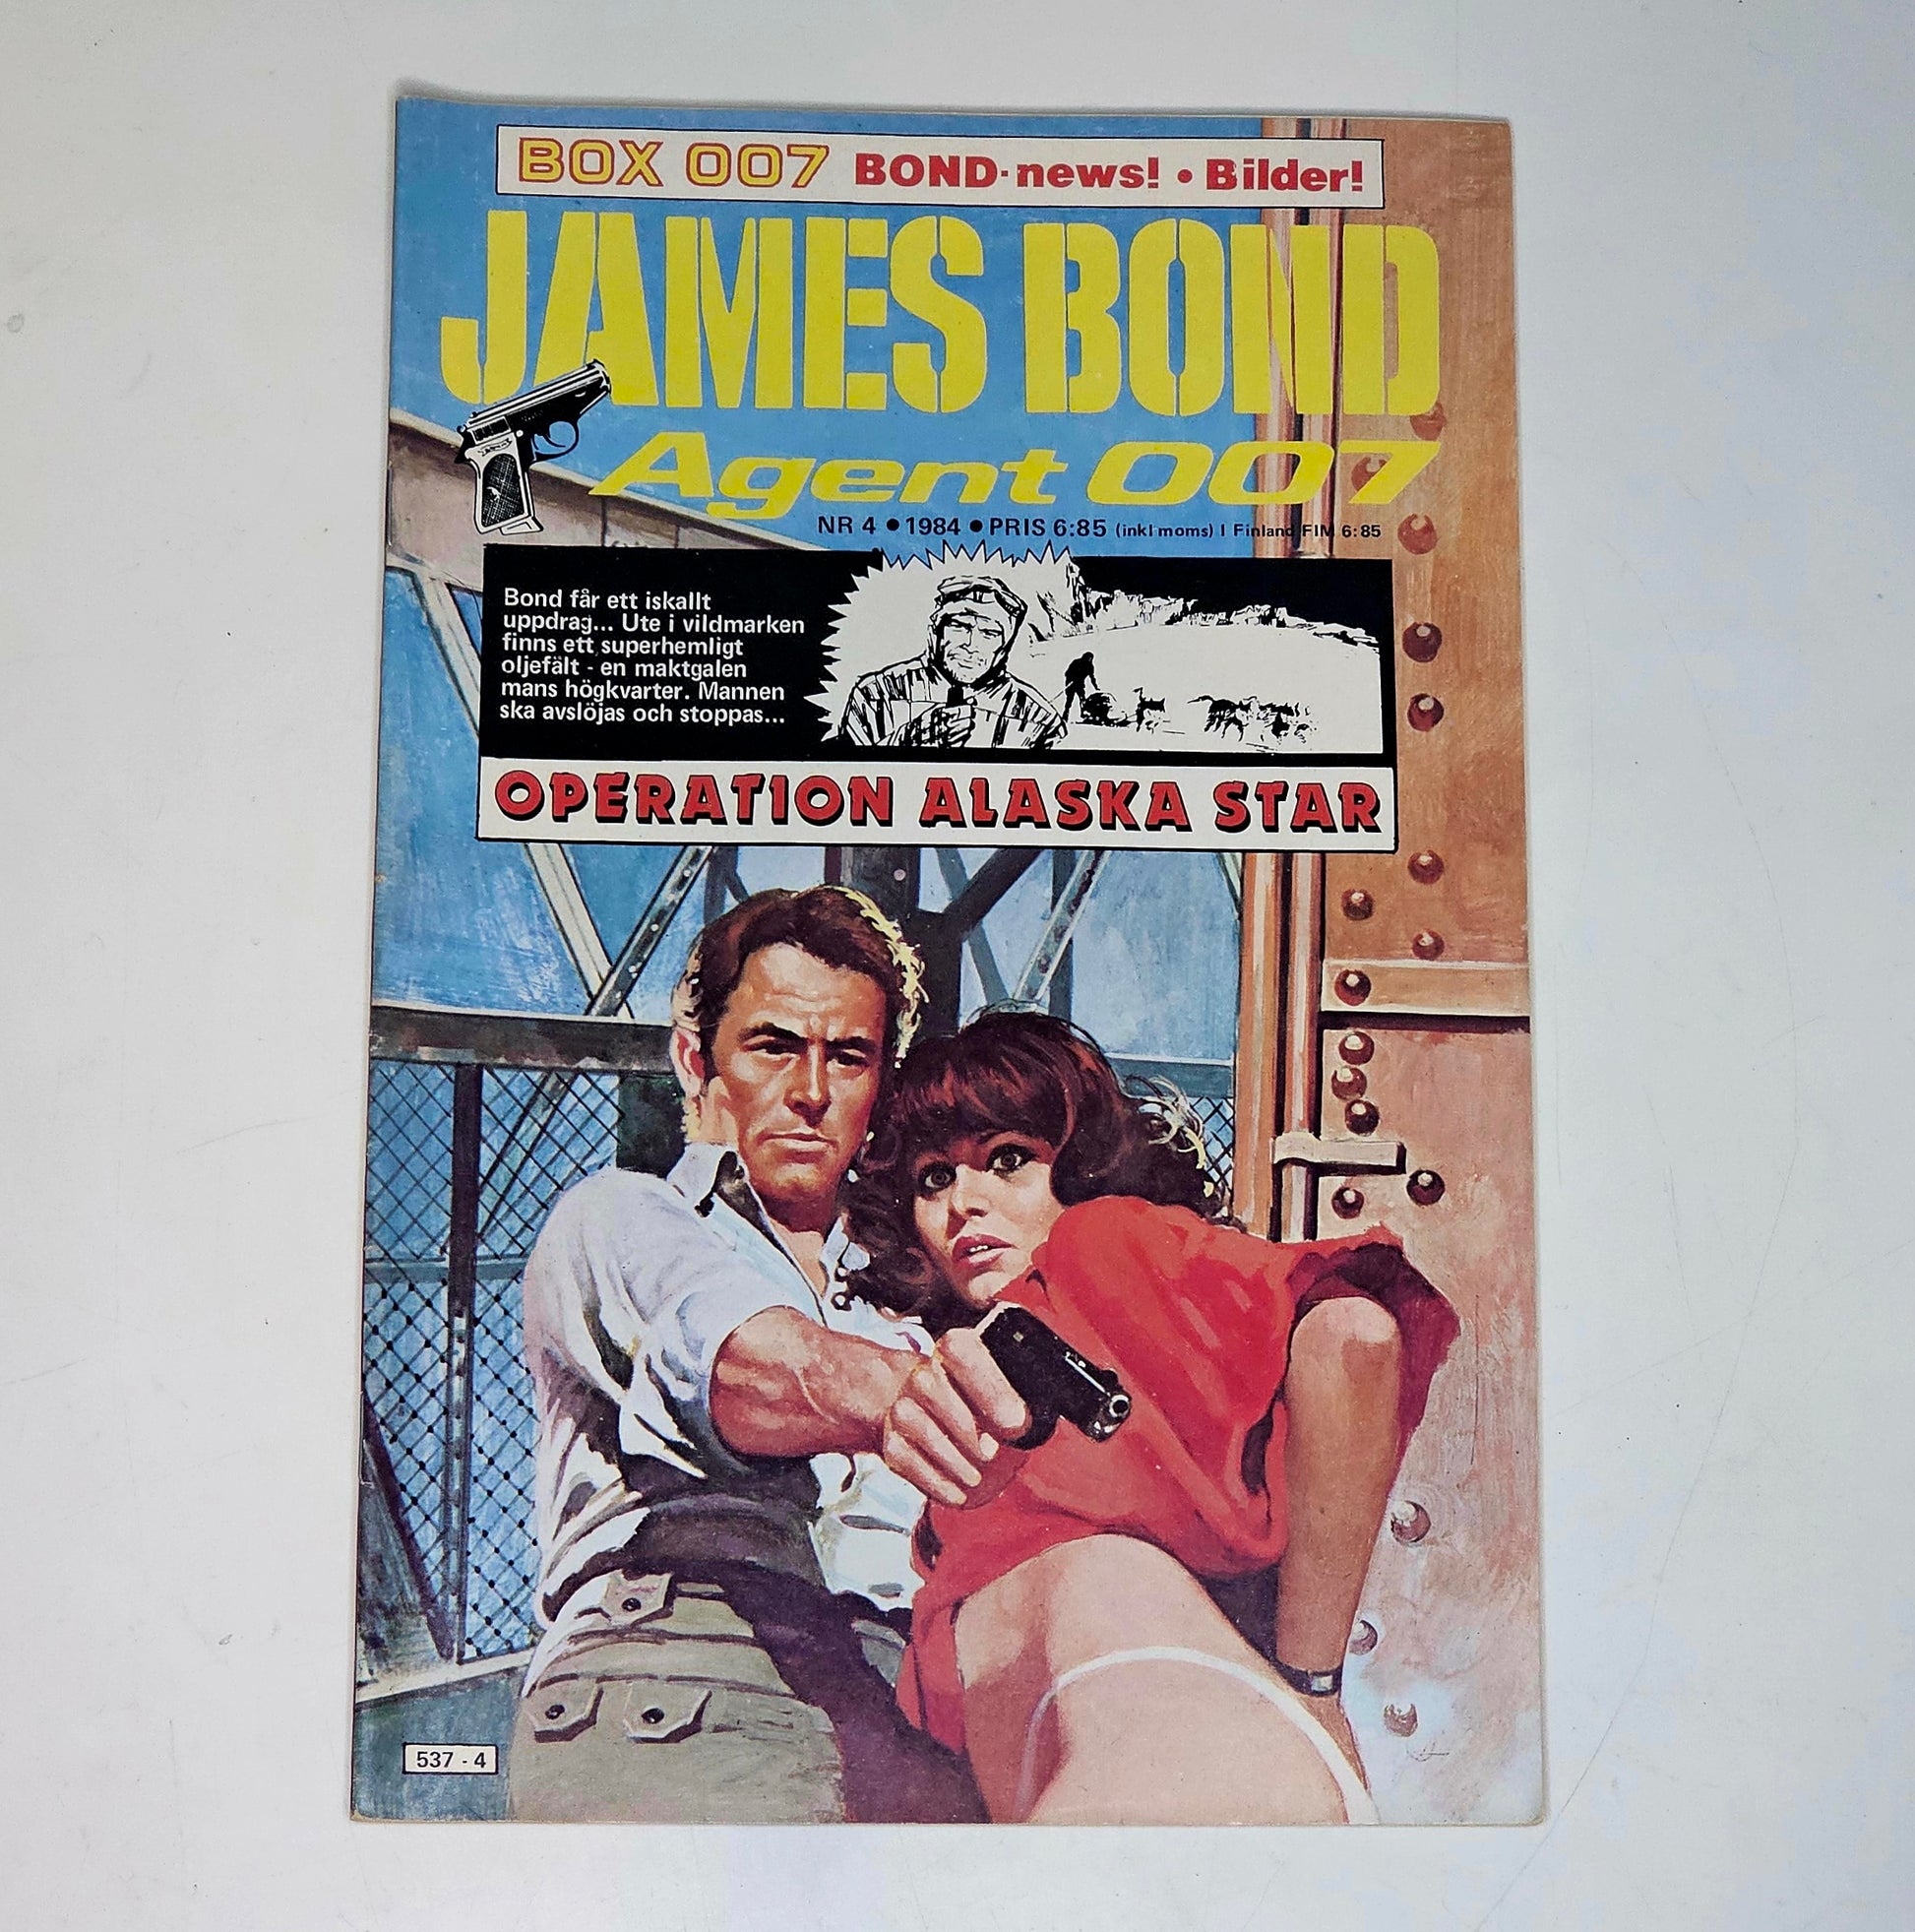 BOX 007 BOND-news! • Bilder!
JAMES BOND
Agent 007
NR 4 ● 1984 ● PRIS 6:85 (inkl moms) I Finland FIM 6:85
Bond får ett iskallt
uppdrag... Ute i vildmarken
finns ett superhemligt
oljefält - en maktgalen
mans högkvarter. Mannen
ska avslöjas och stoppas...
OPERATION ALASKA STAR
537 - 4